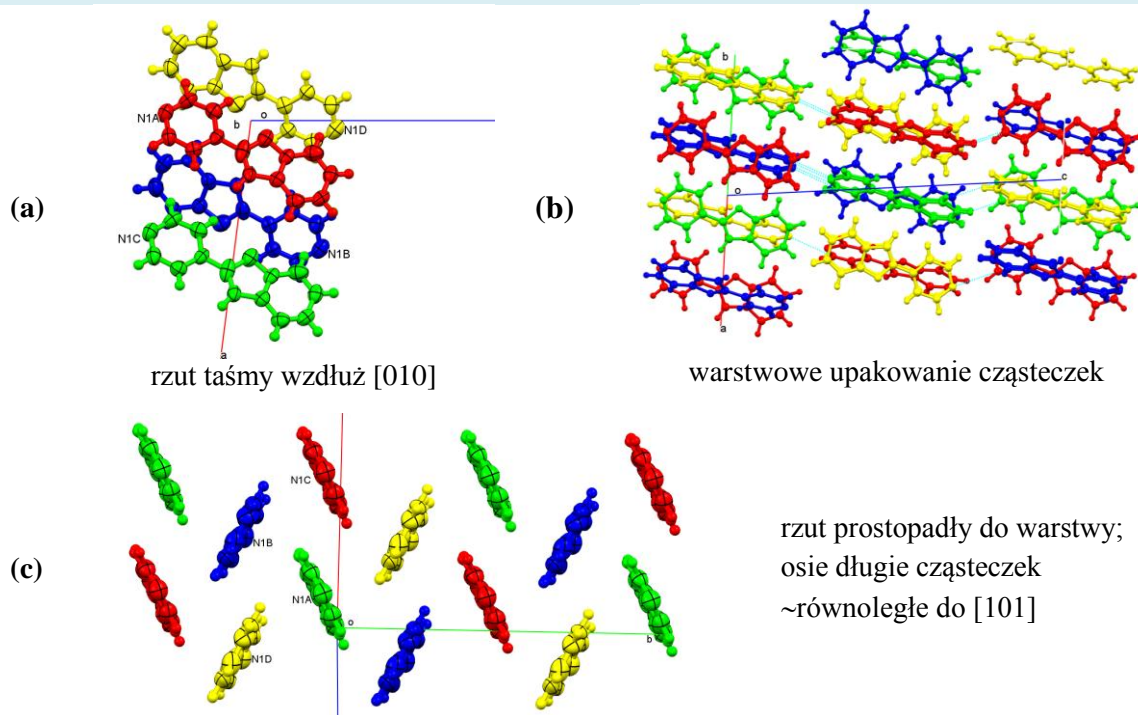 (a)
N1A
b
o
N1D
N1C
N1B
a
rzut taśmy wzdłuż [010]
(b)
b
o
c
a
warstwowe upakowanie cząsteczek
(c)
N1C
N1B
N1A
o
b
N1D
rzut prostopadły do warstwy;
osie długie cząsteczek
~równoległe do [101]